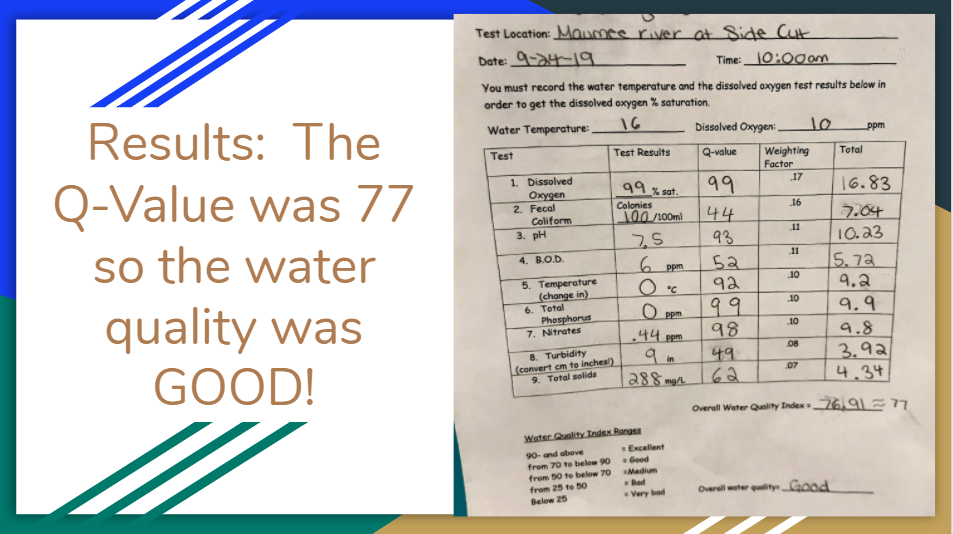 Results: The
Q-Value was 77
so the water
quality was
GOOD!
Test Location: Maumee river at Side Cut
Date: 9-24-19 Time: 10:00am
You must record the water temperature and the dissolved oxygen test results below in
order to get the dissolved oxygen % saturation.
Water Temperature: 16 Dissolved Oxygen: 10 ppm
Test Test Results Q-value Weighting Factor Total
1. Dissolved Oxygen 99 % sat. 99 .17 16.83
2. Fecal Coliform Colonies 100 /100ml 44 .16 7.04
3. pH 7.5 93 .11 10.23
4. B.O.D. 6 ppm 52 .11 5.72
5. Temperature (change in) 0 °C 92 .10 9.2
6. Total Phosphorus 0 ppm 99 .10 9.9
7. Nitrates .44 ppm 98 .10 9.8
8. Turbidity (convert cm to inches!) 9 in 49 .08 3.92
9. Total solids 288 mg/L 62 .07 4.34
Overall Water Quality Index = 76.91 ≈ 77
Water Quality Index Ranges
90- and above = Excellent
from 70 to below 90 = Good
from 50 to below 70 =Medium
from 25 to 50 = Bad
Below 25 = Very bad
Overall water quality= Good